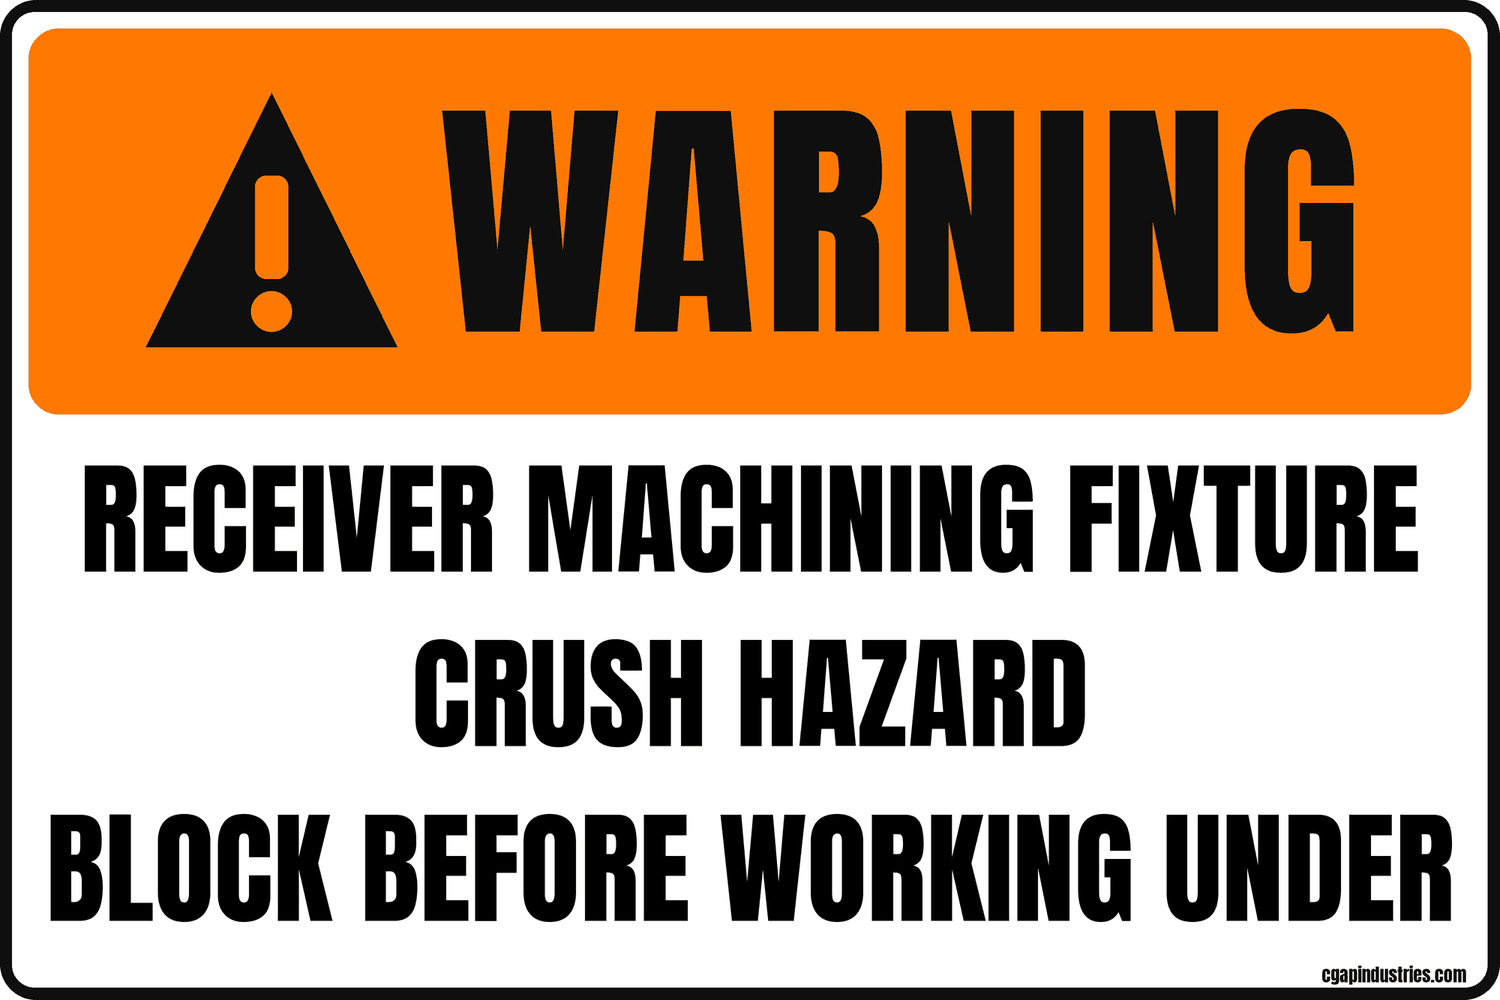 WARNING
RECEIVER MACHINING FIXTURE
CRUSH HAZARD
BLOCK BEFORE WORKING UNDER
cgapindustries.com